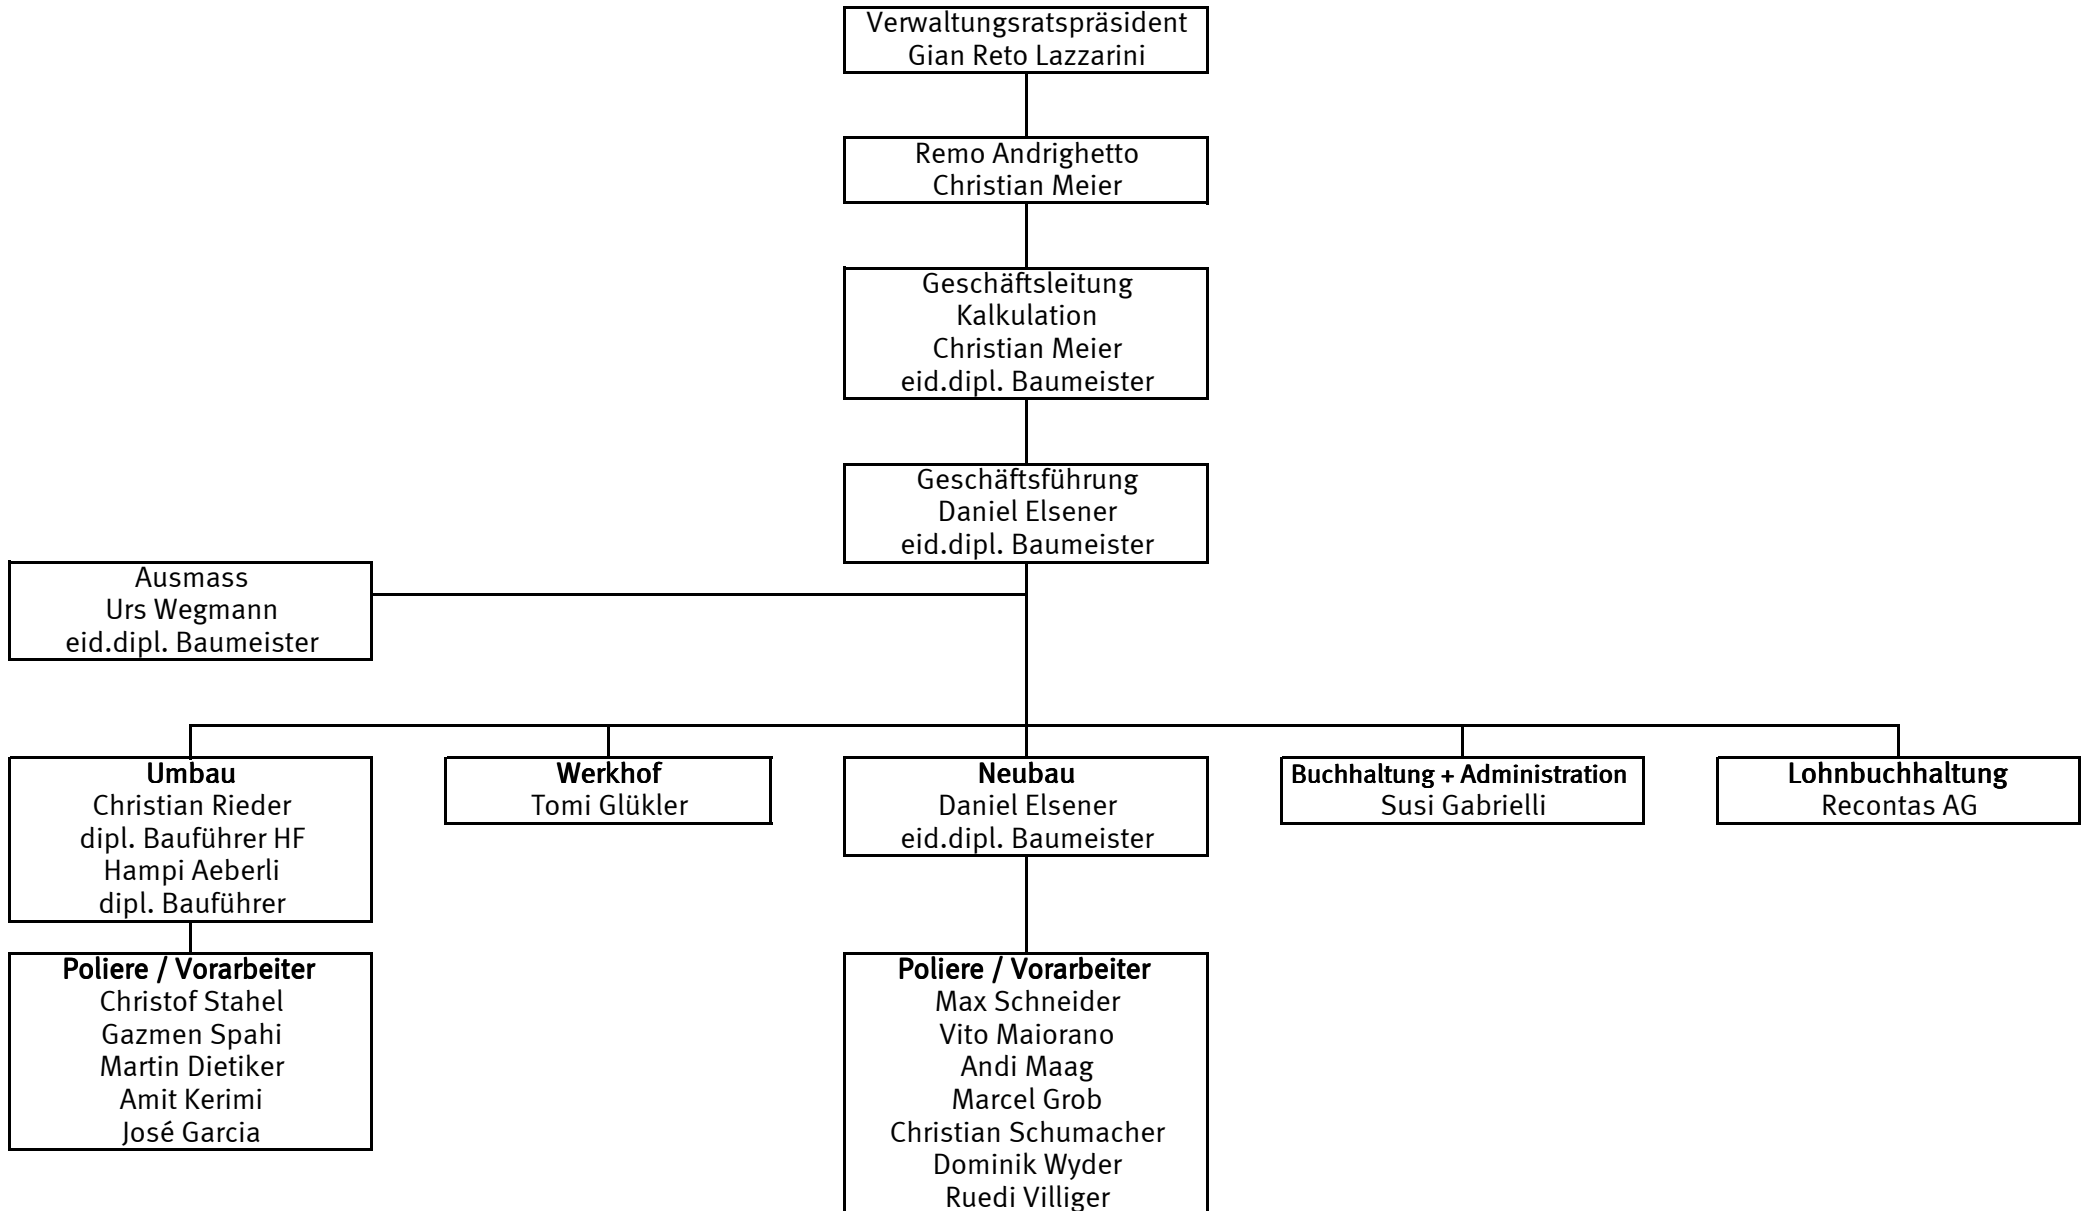 Verwaltungsratspräsident
Gian Reto Lazzarini
Remo Andrighetto
Christian Meier
Geschäftsleitung
Kalkulation
Christian Meier
eid.dipl. Baumeister
Geschäftsführung
Daniel Elsener
eid.dipl. Baumeister
Ausmass
Urs Wegmann
eid.dipl. Baumeister
Umbau
Christian Rieder
dipl. Bauführer HF
Hampi Aeberli
dipl. Bauführer
Werkhof
Tomi Glükler
Neubau
Daniel Elsener
eid.dipl. Baumeister
Buchhaltung + Administration
Susi Gabrielli
Lohnbuchhaltung
Recontas AG
Poliere / Vorarbeiter
Christof Stahel
Gazmen Spahi
Martin Dietiker
Amit Kerimi
José Garcia
Poliere / Vorarbeiter
Max Schneider
Vito Maiorano
Andi Maag
Marcel Grob
Christian Schumacher
Dominik Wyder
Ruedi Villiger